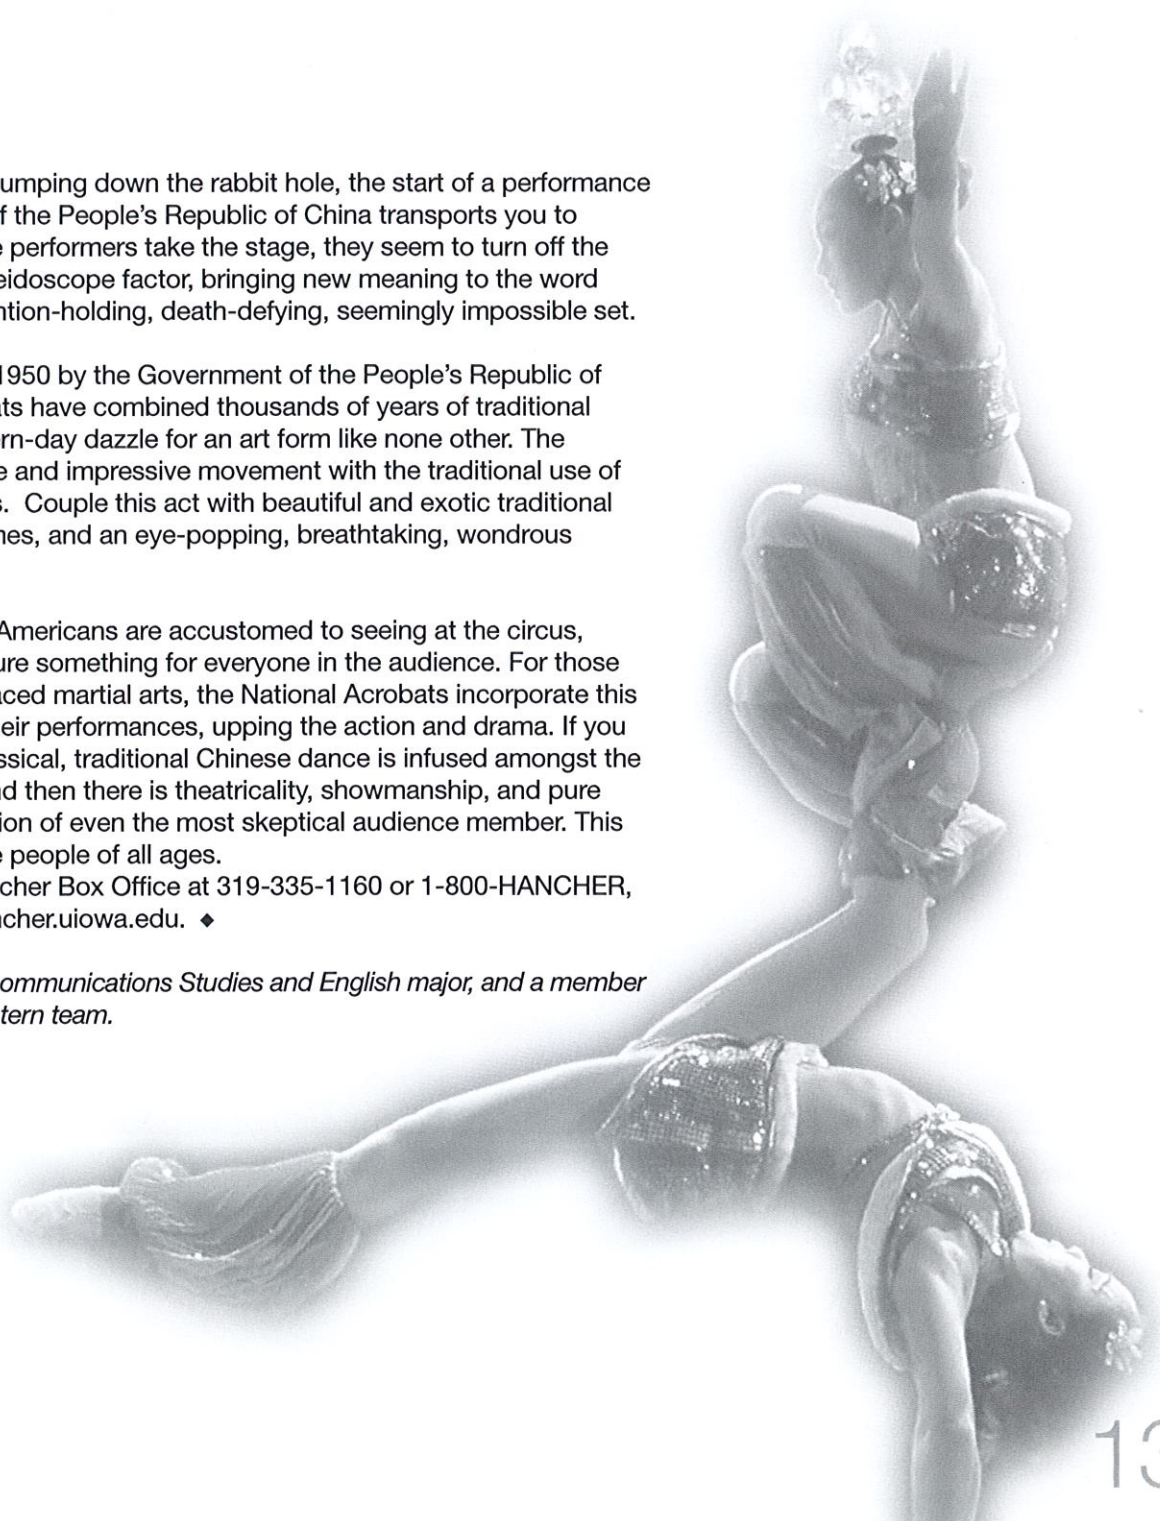 umping down the rabbit hole, the start of a performance
f the People's Republic of China transports you to
e performers take the stage, they seem to turn off the
eidoscope factor, bringing new meaning to the word
ntion-holding, death-defying, seemingly impossible set.
1950 by the Government of the People's Republic of
ts have combined thousands of years of traditional
rn-day dazzle for an art form like none other. The
e and impressive movement with the traditional use of
s.  Couple this act with beautiful and exotic traditional
nes, and an eye-popping, breathtaking, wondrous
Americans are accustomed to seeing at the circus,
ure something for everyone in the audience. For those
aced martial arts, the National Acrobats incorporate this
eir performances, upping the action and drama. If you
ssical, traditional Chinese dance is infused amongst the
d then there is theatricality, showmanship, and pure
ion of even the most skeptical audience member. This
e people of all ages.
cher Box Office at 319-335-1160 or 1-800-HANCHER,
ncher.uiowa.edu. ◆
ommunications Studies and English major, and a member
tern team.
13